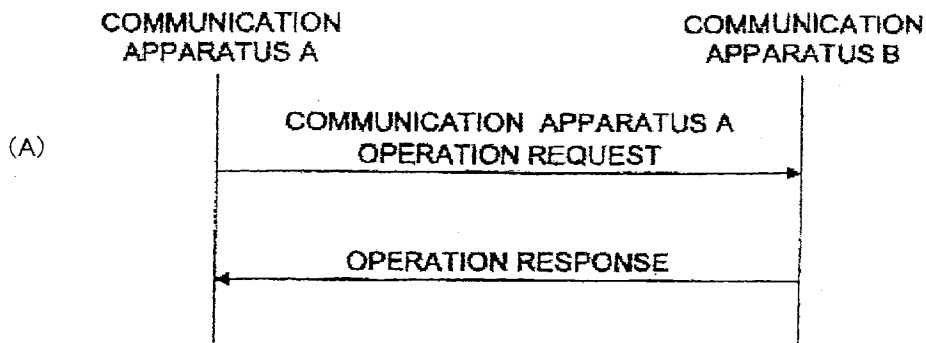 COMMUNICATION
APPARATUS A
COMMUNICATION
APPARATUS B
(A)
COMMUNICATION APPARATUS A
OPERATION REQUEST
OPERATION RESPONSE